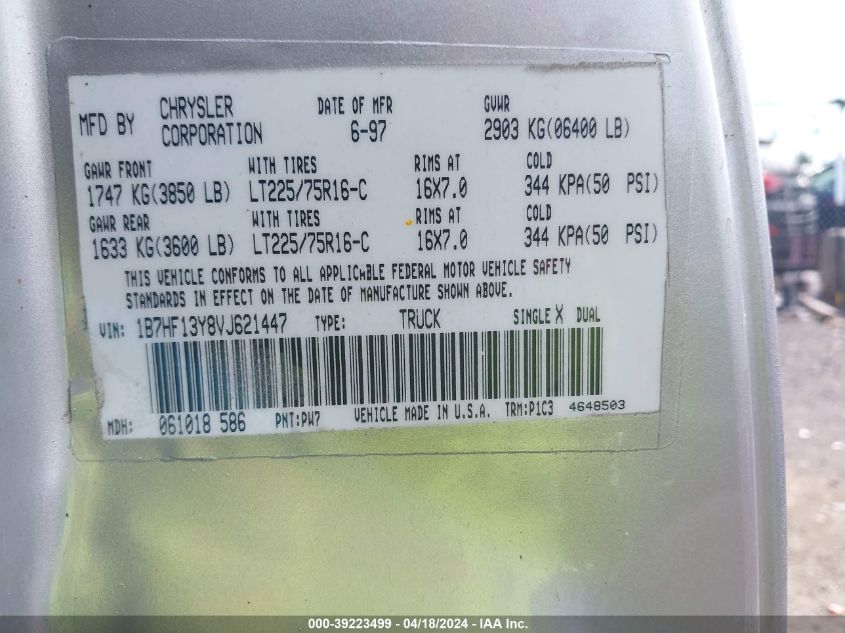 MFD BY CHRYSLER CORPORATION DATE OF MFR 6-97 GVWR 2903 KG(06400 LB)
GAWR FRONT WITH TIRES RIMS AT COLD
1747 KG(3850 LB) LT225/75R16-C 16X7.0 344 KPA(50 PSI)
GAWR REAR WITH TIRES RIMS AT COLD
1633 KG(3600 LB) LT225/75R16-C 16X7.0 344 KPA(50 PSI)
THIS VEHICLE CONFORMS TO ALL APPLICABLE FEDERAL MOTOR VEHICLE SAFETY
STANDARDS IN EFFECT ON THE DATE OF MANUFACTURE SHOWN ABOVE.
VIN: 1B7HF13Y8VJ621447 TYPE: TRUCK SINGLE X DUAL
MDH: 061018 586 PNT:PW7 VEHICLE MADE IN U.S.A. TRM:P1C3 4648503
000-39223499 - 04/18/2024 - IAA Inc.